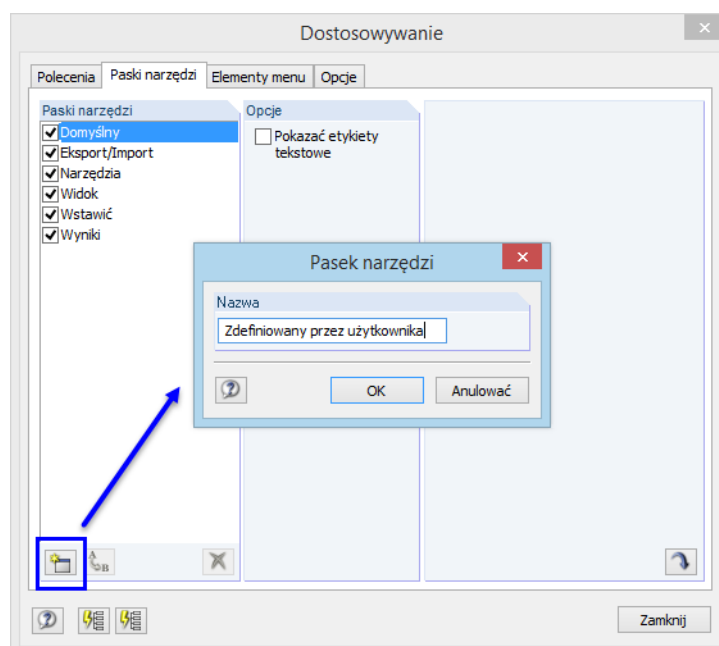 Dostosowywanie
Polecenia Paski narzędzi Elementy menu Opcje
Paski narzędzi
Domyślny
Eksport/Import
Narzędzia
Widok
Wstawić
Wyniki
Opcje
Pokazać etykiety
tekstowe
Pasek narzędzi
Nazwa
Zdefiniowany przez użytkownika
OK Anulować
A
B
Zamknij